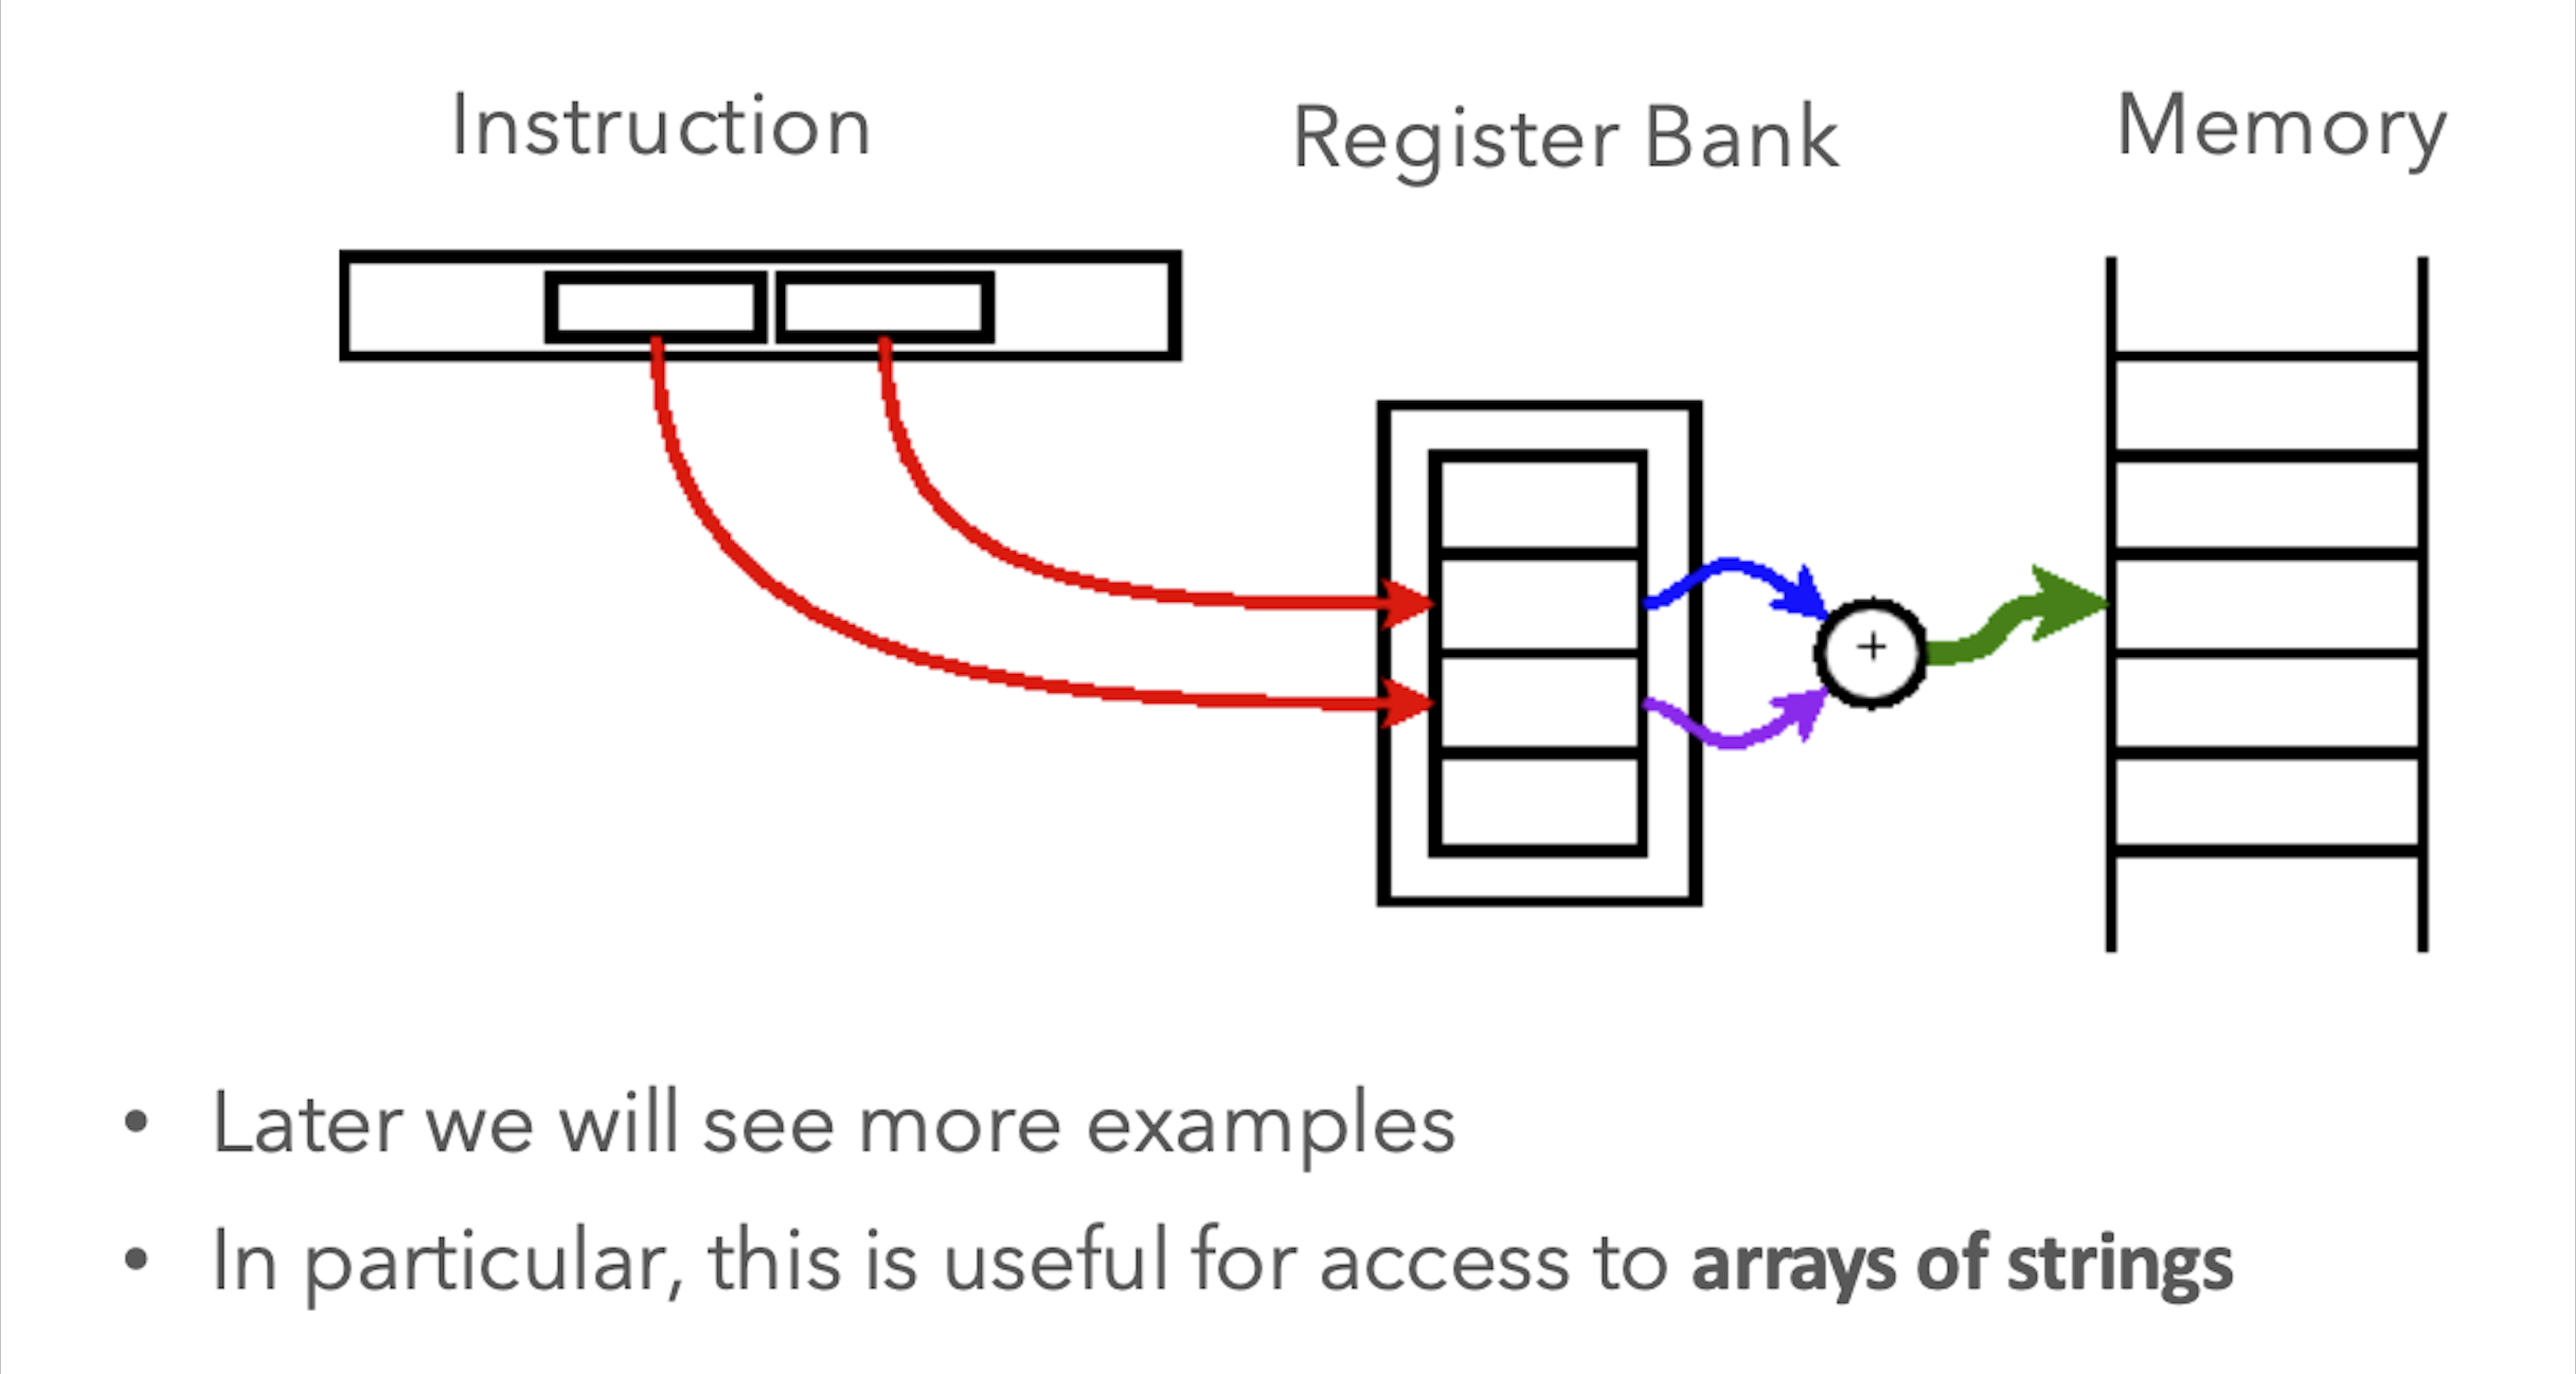 Instruction
Register Bank
Memory
+
• Later we will see more examples
• In particular, this is useful for access to arrays of strings